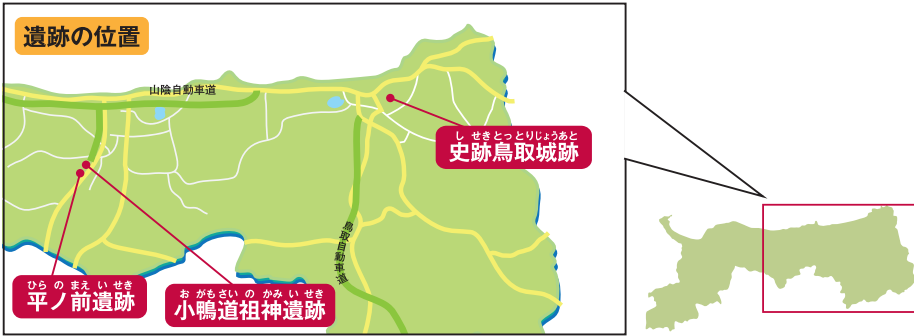 遺跡の位置
山陰自動車道
しせきとっとりじょうあと
史跡鳥取城跡
鳥取自動車道
ひらのまえいせき
平ノ前遺跡
おがもさいのかみいせき
小鴨道祖神遺跡